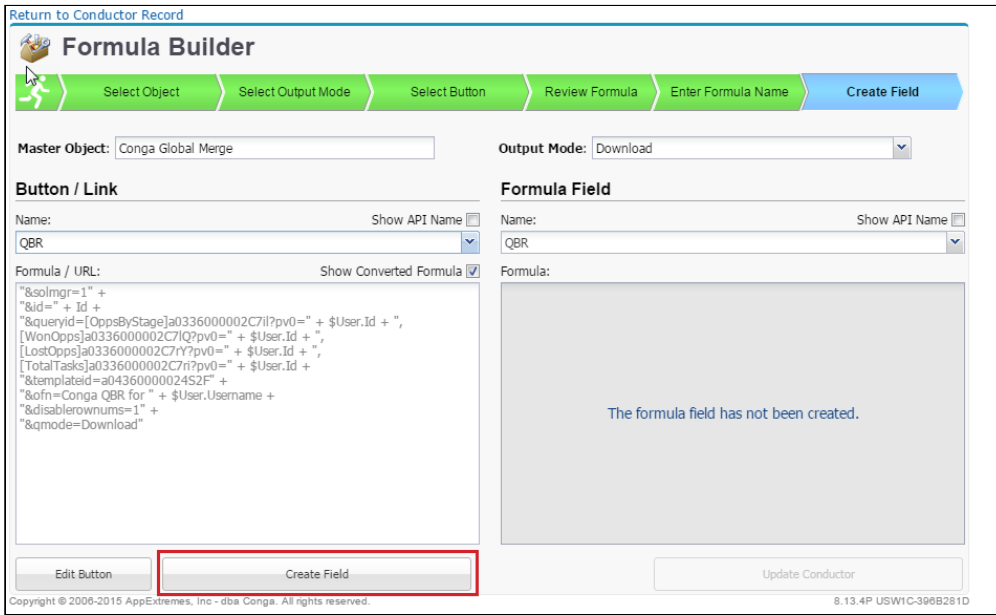 Return to Conductor Record
Formula Builder
Select Object Select Output Mode Select Button Review Formula Enter Formula Name Create Field
Master Object: Conga Global Merge Output Mode: Download
Button / Link Formula Field
Name: Show API Name Name: Show API Name
QBR QBR
Formula / URL: Show Converted Formula Formula:
"&solmgr=1" +
"&id=" + Id +
"&queryid=[OppsByStage]a0336000002C7il?pv0=" + $User.Id + ",
[WonOpps]a0336000002C7lQ?pv0=" + $User.Id + ",
[LostOpps]a0336000002C7rY?pv0=" + $User.Id + ",
[TotalTasks]a0336000002C7ri?pv0=" + $User.Id +
"&templateid=a04360000024S2F" +
"&ofn=Conga QBR for " + $User.Username +
"&disablerownums=1" +
"&qmode=Download"
The formula field has not been created.
Edit Button Create Field Update Conductor
Copyright © 2006-2015 AppExtremes, Inc - dba Conga. All rights reserved. 8.13.4P USW1C-396B281D